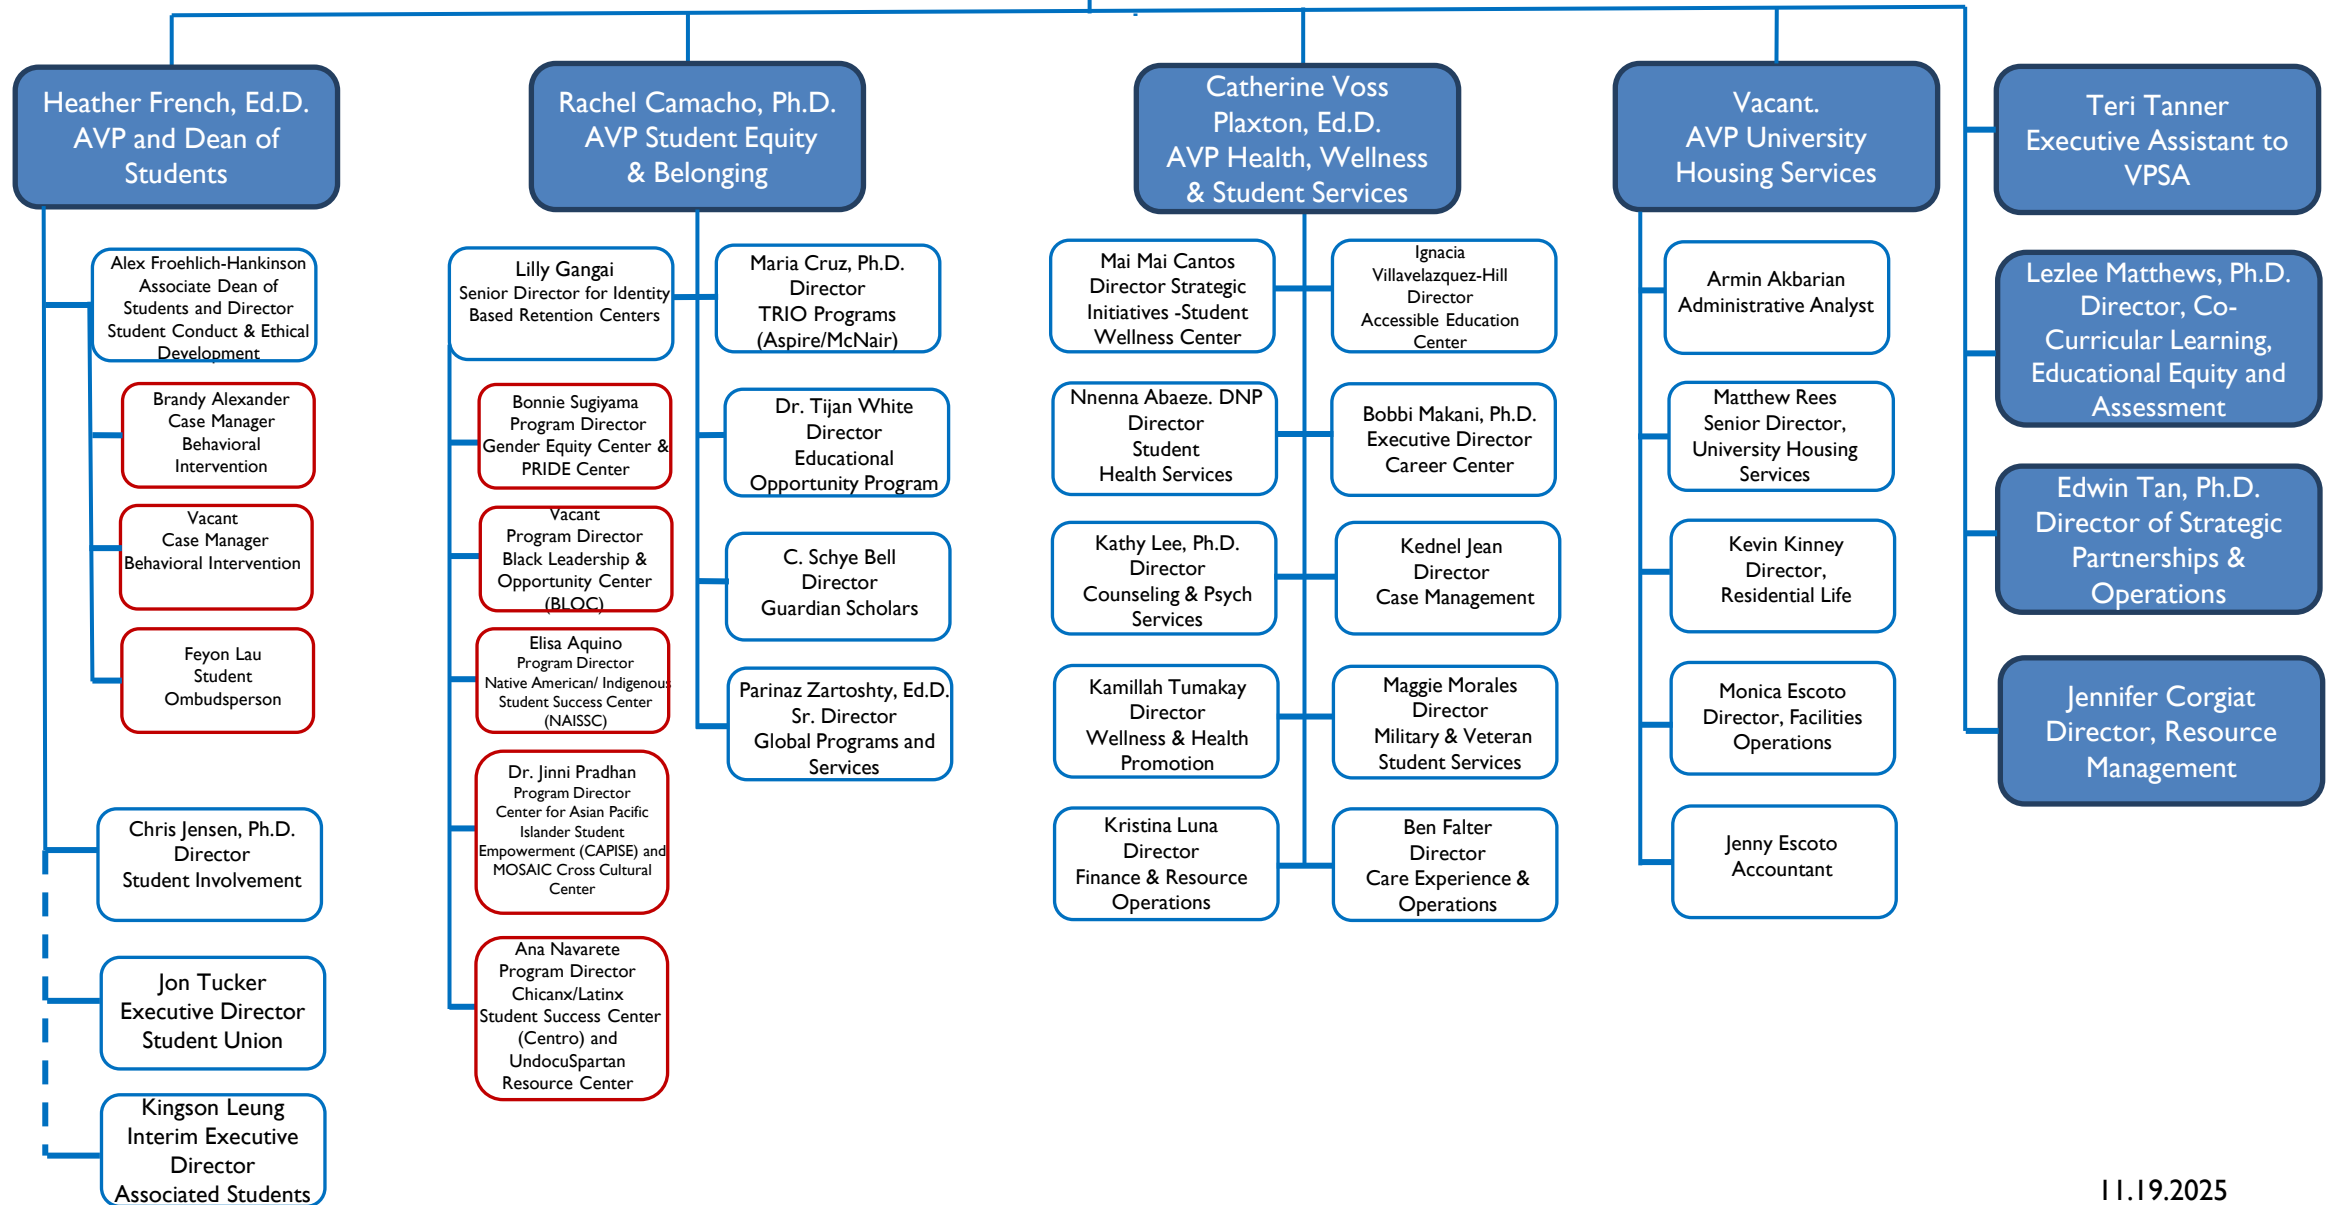 Heather French, Ed.D.
AVP and Dean of
Students
Rachel Camacho, Ph.D.
AVP Student Equity
& Belonging
Catherine Voss
Plaxton, Ed.D.
AVP Health, Wellness
& Student Services
Vacant.
AVP University
Housing Services
Teri Tanner
Executive Assistant to
VPSA
Alex Froehlich-Hankinson
Associate Dean of
Students and Director
Student Conduct & Ethical
Development
Brandy Alexander
Case Manager
Behavioral
Intervention
Vacant
Case Manager
Behavioral Intervention
Feyon Lau
Student
Ombudsperson
Chris Jensen, Ph.D.
Director
Student Involvement
Jon Tucker
Executive Director
Student Union
Kingson Leung
Interim Executive
Director
Associated Students
Lilly Gangai
Senior Director for Identity
Based Retention Centers
Bonnie Sugiyama
Program Director
Gender Equity Center &
PRIDE Center
Vacant
Program Director
Black Leadership &
Opportunity Center
(BLOC)
Elisa Aquino
Program Director
Native American/ Indigenous
Student Success Center
(NAISSC)
Dr. Jinni Pradhan
Program Director
Center for Asian Pacific
Islander Student
Empowerment (CAPISE) and
MOSAIC Cross Cultural
Center
Ana Navarete
Program Director
Chicanx/Latinx
Student Success Center
(Centro) and
UndocuSpartan
Resource Center
Maria Cruz, Ph.D.
Director
TRIO Programs
(Aspire/McNair)
Dr. Tijan White
Director
Educational
Opportunity Program
C. Schye Bell
Director
Guardian Scholars
Parinaz Zartoshty, Ed.D.
Sr. Director
Global Programs and
Services
Mai Mai Cantos
Director Strategic
Initiatives -Student
Wellness Center
Nnenna Abaeze. DNP
Director
Student
Health Services
Kathy Lee, Ph.D.
Director
Counseling & Psych
Services
Kamillah Tumakay
Director
Wellness & Health
Promotion
Kristina Luna
Director
Finance & Resource
Operations
Ignacia
Villavelazquez-Hill
Director
Accessible Education
Center
Bobbi Makani, Ph.D.
Executive Director
Career Center
Kednel Jean
Director
Case Management
Maggie Morales
Director
Military & Veteran
Student Services
Ben Falter
Director
Care Experience &
Operations
Armin Akbarian
Administrative Analyst
Matthew Rees
Senior Director,
University Housing
Services
Kevin Kinney
Director,
Residential Life
Monica Escoto
Director, Facilities
Operations
Jenny Escoto
Accountant
Lezlee Matthews, Ph.D.
Director, Co-
Curricular Learning,
Educational Equity and
Assessment
Edwin Tan, Ph.D.
Director of Strategic
Partnerships &
Operations
Jennifer Corgiat
Director, Resource
Management
11.19.2025